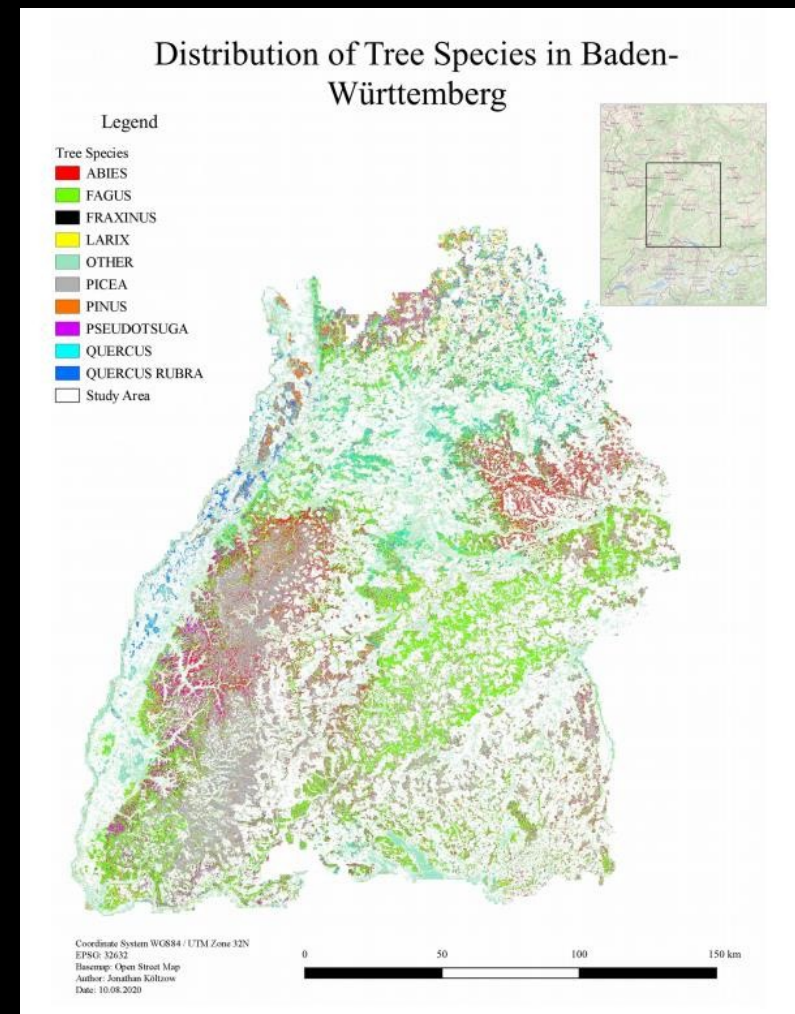 Distribution of Tree Species in Baden-
Württemberg
Legend
Tree Species
ABIES
FAGUS
FRAXINUS
LARIX
OTHER
PICEA
PINUS
PSEUDOTSUGA
QUERCUS
QUERCUS RUBRA
Study Area
Coordinate System WGS84 / UTM Zone 32N
EPSG: 32632
Basemap: Open Street Map
Author: Jonathan Költzow
Date: 10.08.2020
0 50 100 150 km